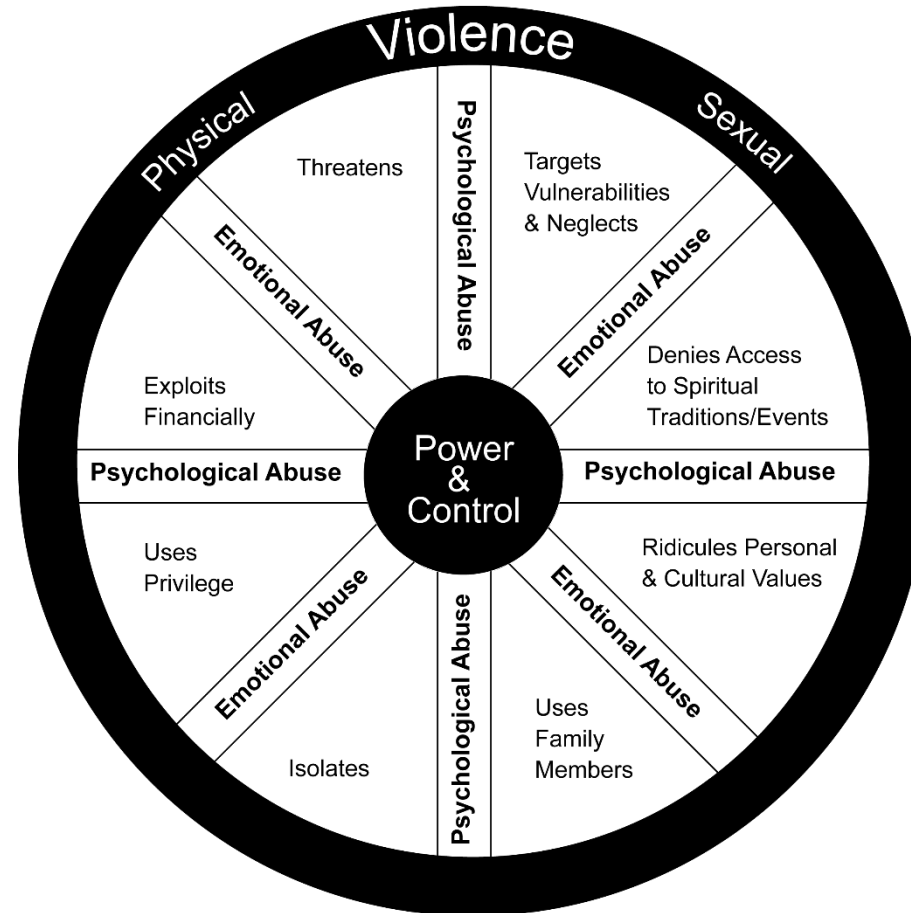 Violence
Physical
Sexual
Threatens
Psychological Abuse
Targets
Vulnerabilities
& Neglects
Emotional Abuse
Emotional Abuse
Exploits
Financially
Denies Access
to Spiritual
Traditions/Events
Psychological Abuse
Power
&
Control
Psychological Abuse
Uses
Privilege
Ridicules Personal
& Cultural Values
Emotional Abuse
Emotional Abuse
Isolates
Psychological Abuse
Uses
Family
Members